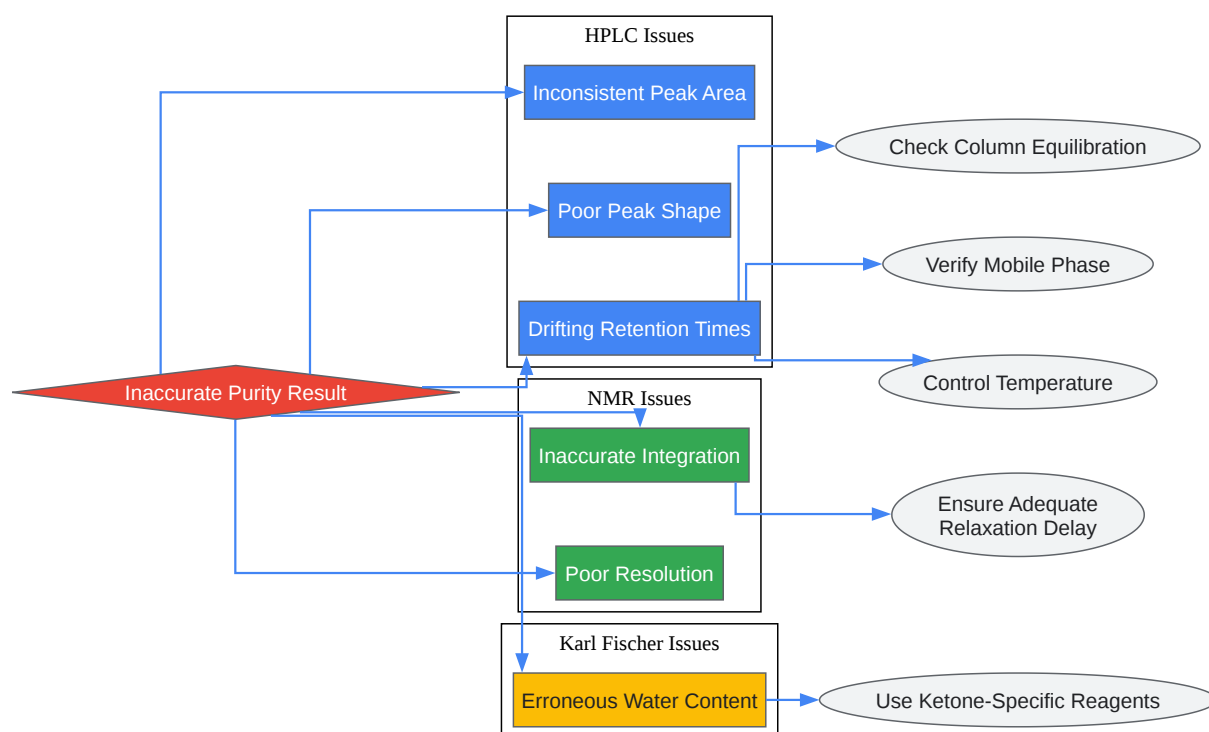 HPLC Issues
Inconsistent Peak Area
Check Column Equilibration
Poor Peak Shape
Verify Mobile Phase
Drifting Retention Times
Inaccurate Purity Result
Control Temperature
NMR Issues
Inaccurate Integration
Ensure Adequate
Relaxation Delay
Poor Resolution
Karl Fischer Issues
Erroneous Water Content
Use Ketone-Specific Reagents